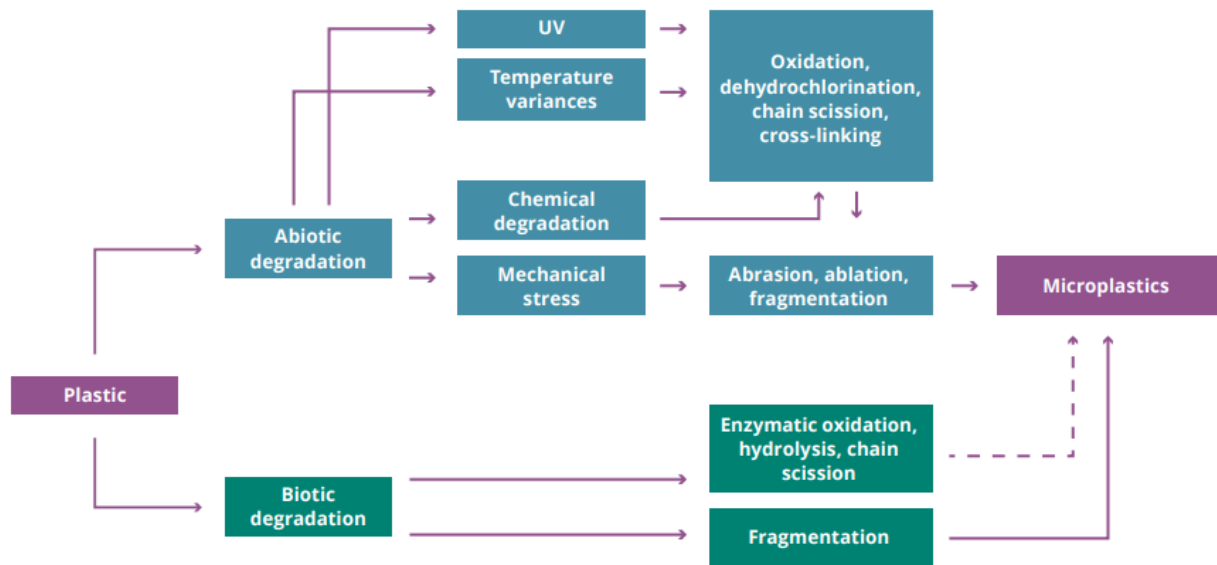 UV
Temperature
variances
Oxidation,
dehydrochlorination,
chain scission,
cross-linking
Abiotic
degradation
Chemical
degradation
Mechanical
stress
Abrasion, ablation,
fragmentation
Microplastics
Plastic
Biotic
degradation
Enzymatic oxidation,
hydrolysis, chain
scission
Fragmentation